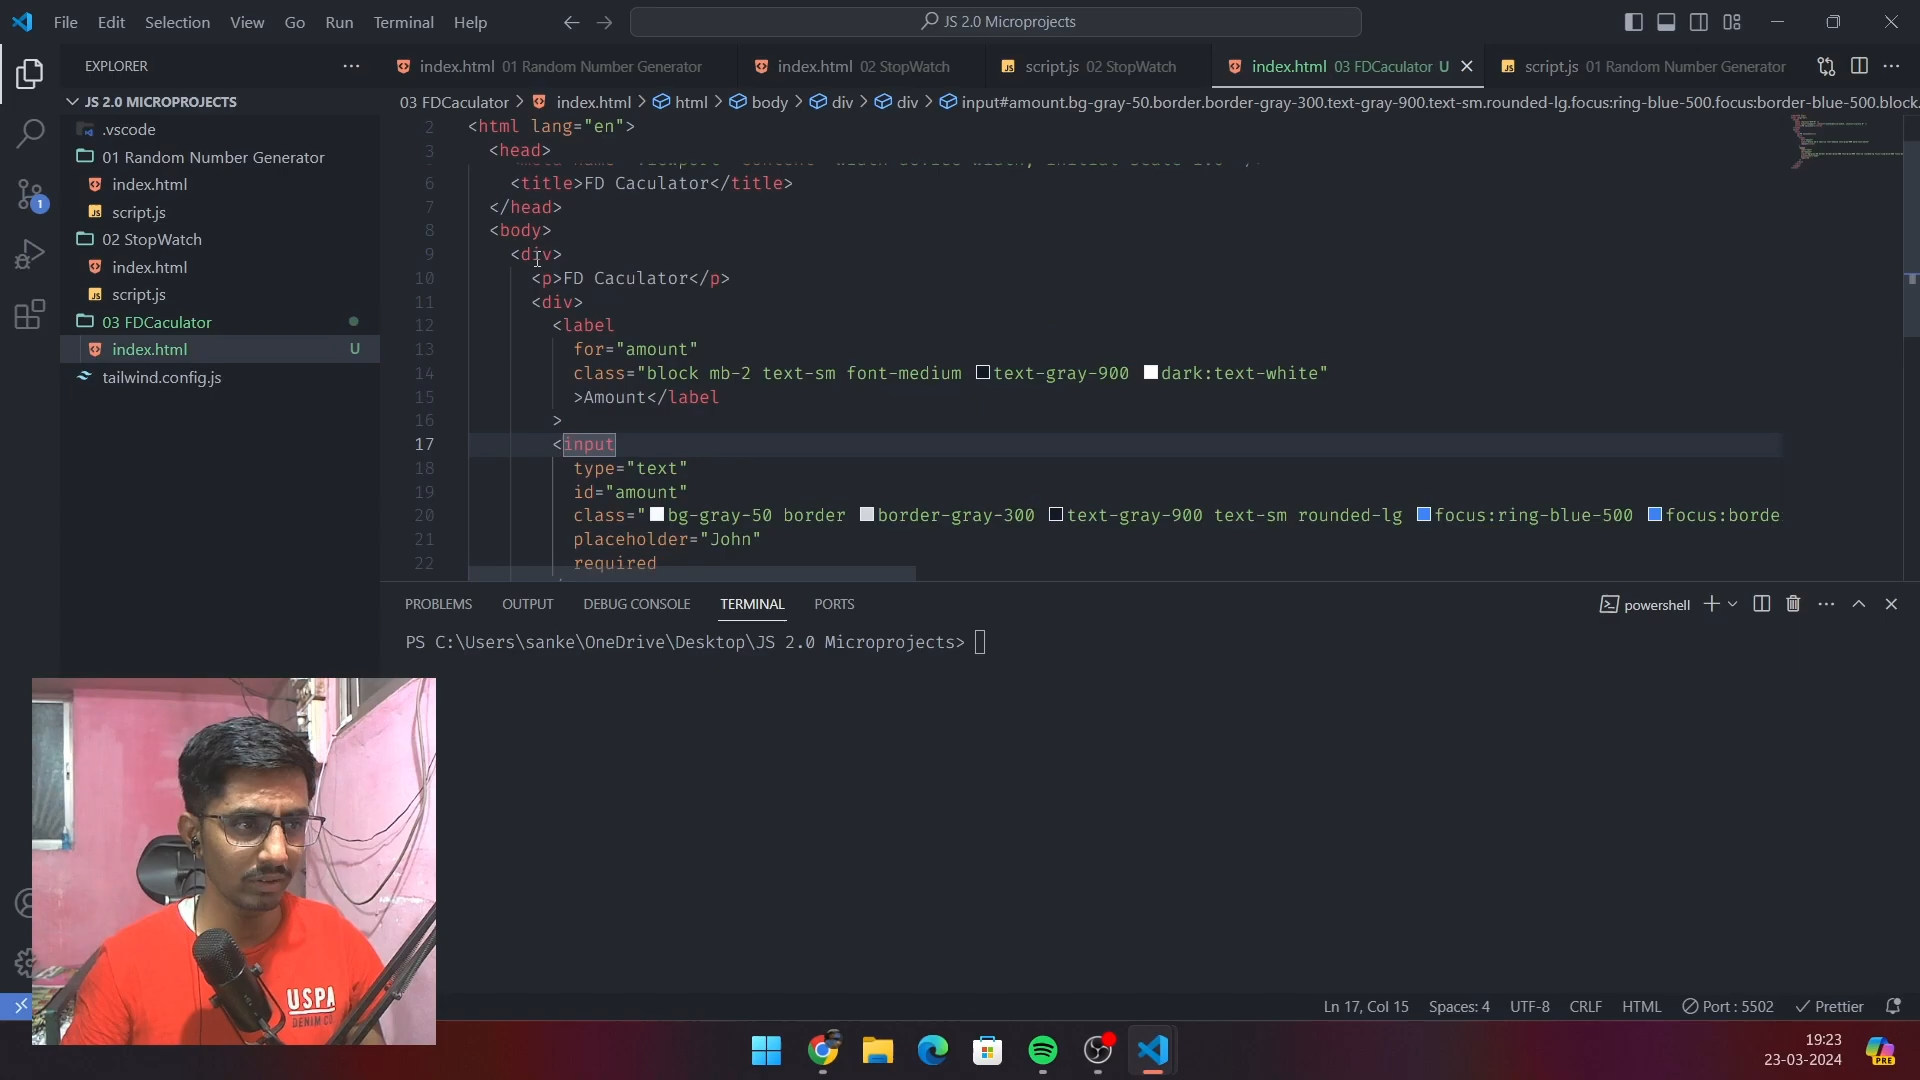 File Edit Selection View Go Run Terminal Help
JS 2.0 Microprojects
EXPLORER
index.html 01 Random Number Generator
index.html 02 StopWatch
script.js 02 StopWatch
index.html 03 FDCaculator U
script.js 01 Random Number Generator
03 FDCaculator > index.html > html > body > div > div > input#amount.bg-gray-50.border.border-gray-300.text-gray-900.text-sm.rounded-lg.focus:ring-blue-500.focus:border-blue-500.block.
JS 2.0 MICROPROJECTS
.vscode
01 Random Number Generator
index.html
script.js
02 StopWatch
index.html
script.js
03 FDCaculator
index.html U
tailwind.config.js
1
2 <html lang="en">
3 <head>
6 <title>FD Caculator</title>
7 </head>
8 <body>
9 <div>
10 <p>FD Caculator</p>
11 <div>
12 <label
13 for="amount"
14 class="block mb-2 text-sm font-medium text-gray-900 dark:text-white"
15 >Amount</label
16 >
17 <input
18 type="text"
19 id="amount"
20 class="bg-gray-50 border border-gray-300 text-gray-900 text-sm rounded-lg focus:ring-blue-500 focus:borde
21 placeholder="John"
22 required
PROBLEMS OUTPUT DEBUG CONSOLE TERMINAL PORTS
powershell
PS C:\Users\sanke\OneDrive\Desktop\JS 2.0 Microprojects>
USPA
DENIM CO
Ln 17, Col 15 Spaces: 4 UTF-8 CRLF HTML Port : 5502 Prettier
19:23
23-03-2024
PRE